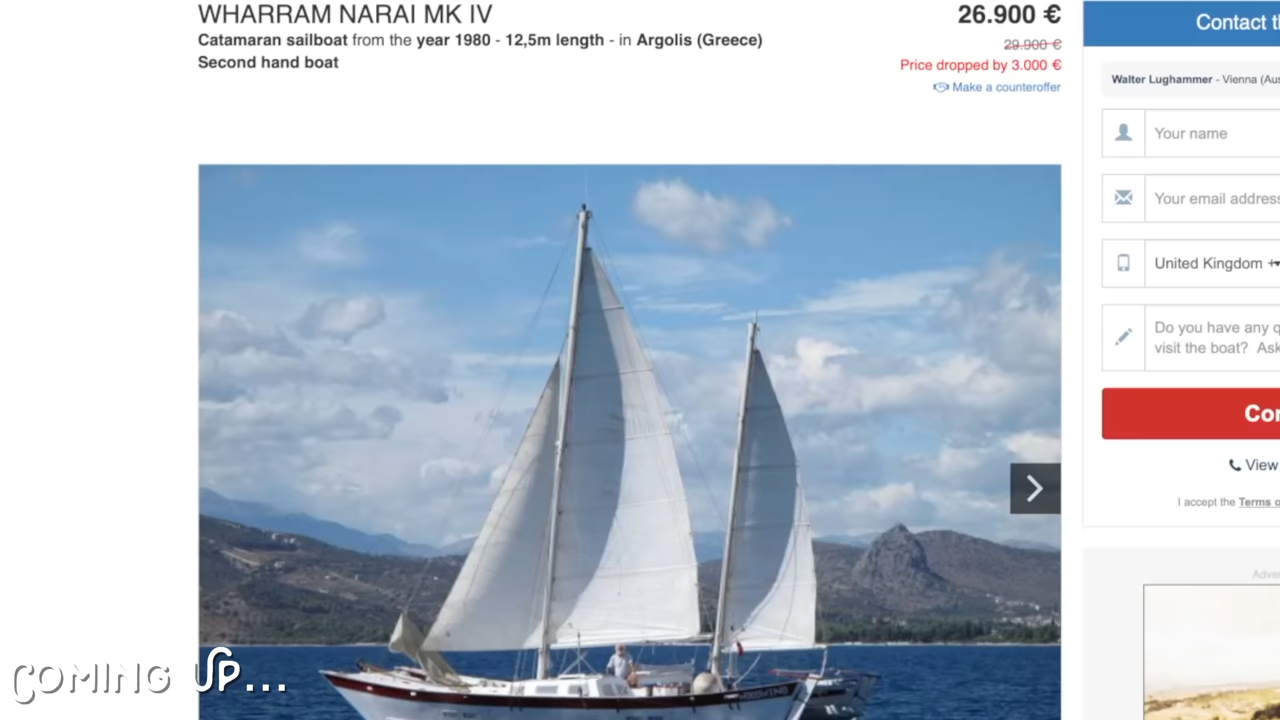 WHARRAM NARAI MK IV
26.900 €
Catamaran sailboat from the year 1980 - 12,5m length - in Argolis (Greece)
29.900 €
Second hand boat
Price dropped by 3.000 €
Make a counteroffer
Contact t
Walter Lughammer - Vienna (Aus
Your name
Your email address
United Kingdom +
Do you have any q
visit the boat? Ask
Con
View
I accept the Terms o
Adver
COMING UP...